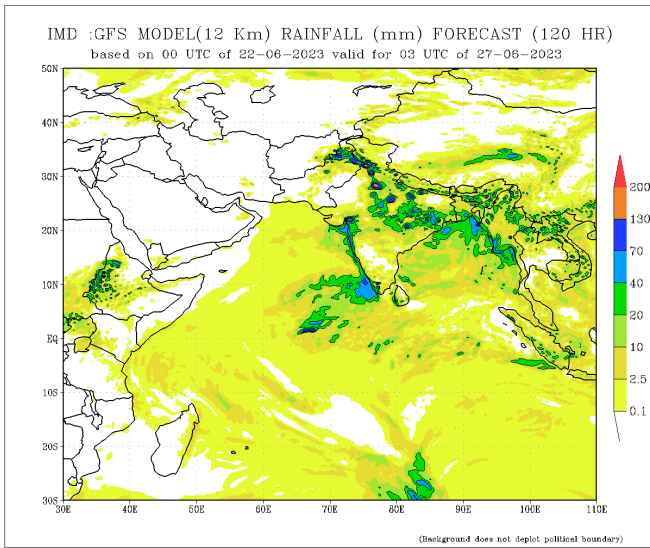 IMD :GFS MODEL(12 Km) RAINFALL (mm) FORECAST (120 HR)
based on 00 UTC of 22-06-2023 valid for 03 UTC of 27-06-2023
50N
40N
30N
20N
10N
EQ
10S
20S
30S
30E 40E 50E 60E 70E 80E 90E 100E 110E
200
130
70
40
20
10
2.5
0.1
(Background does not depict political boundary)